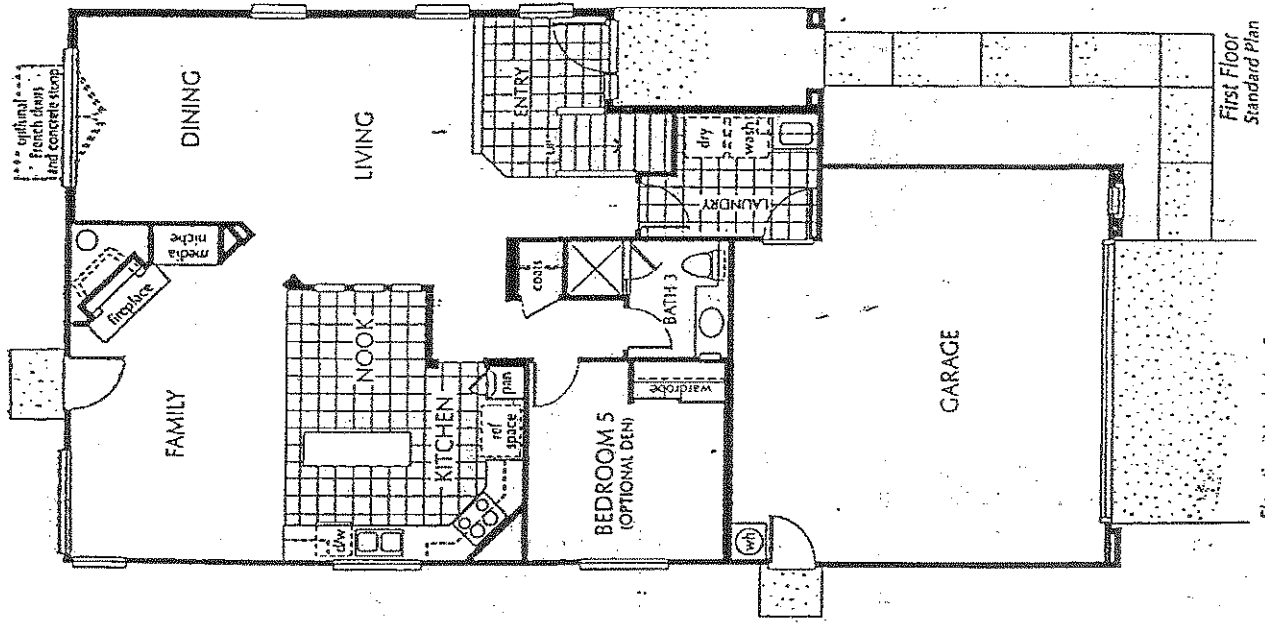 optional
french doors
and concrete stoop
DINING
LIVING
ENTRY
up
media
niche
fireplace
FAMILY
NOOK
KITCHEN
pan
ref
space
d/w
coats
BATH 3
wardrobe
BEDROOM 5
(OPTIONAL DEN)
dry
wash
LAUNDRY
wh
GARAGE
First Floor
Standard Plan